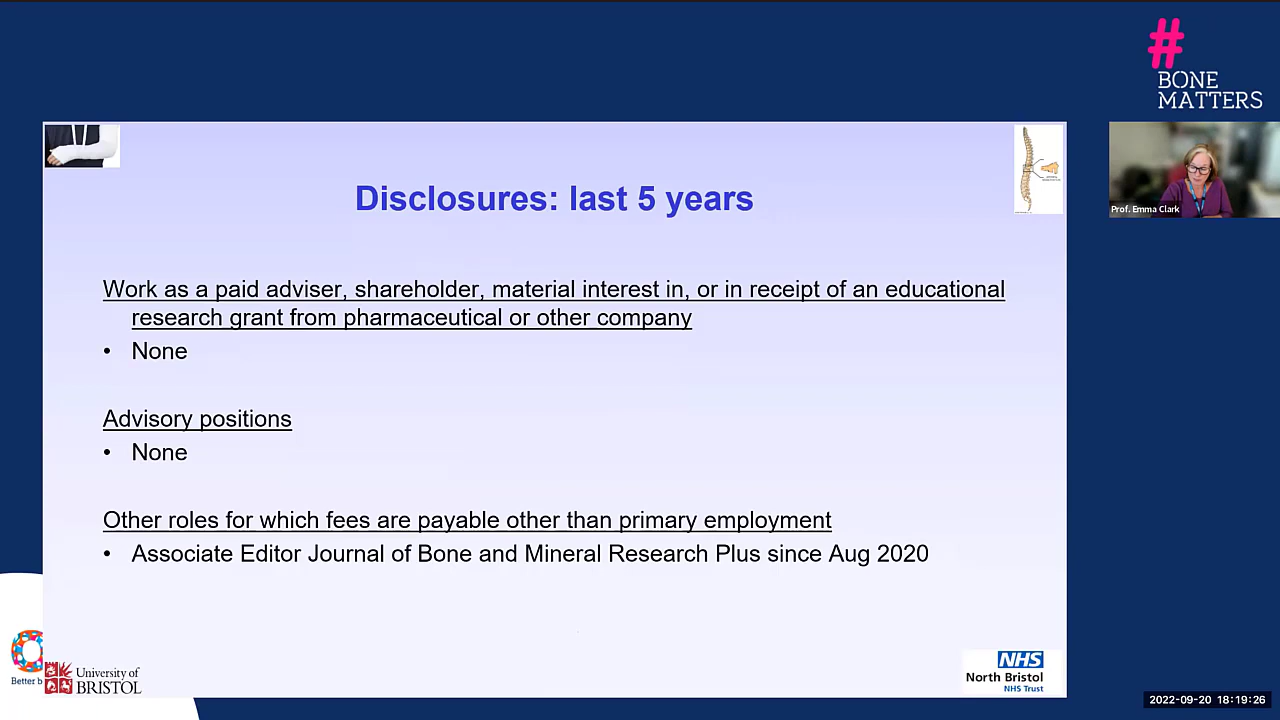 #
BONE
MATTERS
Prof. Emma Clark
Disclosures: last 5 years
Work as a paid adviser, shareholder, material interest in, or in receipt of an educational
research grant from pharmaceutical or other company
• None
Advisory positions
• None
Other roles for which fees are payable other than primary employment
• Associate Editor Journal of Bone and Mineral Research Plus since Aug 2020
Better b
University of
BRISTOL
NHS
North Bristol
NHS Trust
2022-09-20 18:19:26